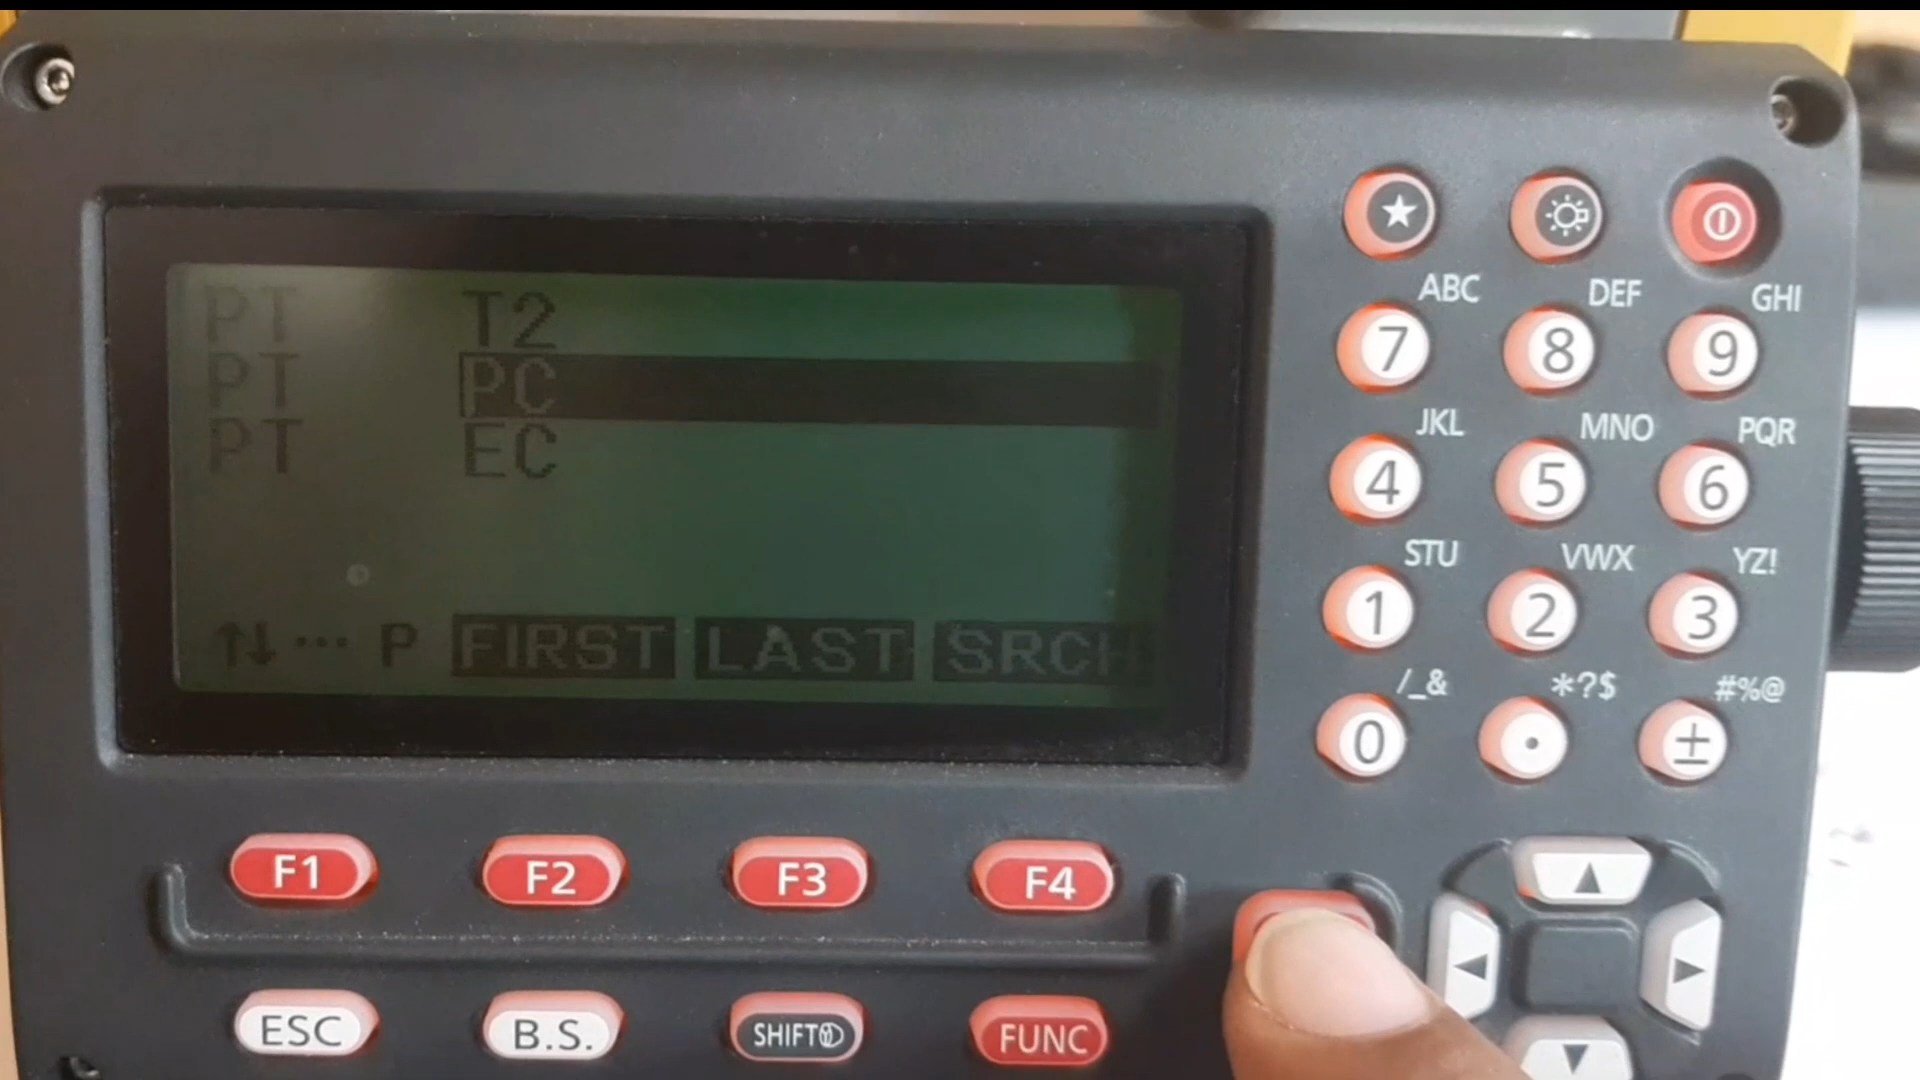 PT T2
PT PC
PT EC
↑↓... P FIRST LAST SRCH
★
ABC DEF GHI
7 8 9
JKL MNO PQR
4 5 6
STU VWX YZ!
1 2 3
/_& *?$ #%@
0 . ±
F1 F2 F3 F4
▲
◀ ▶
ESC B.S. SHIFT FUNC
▼